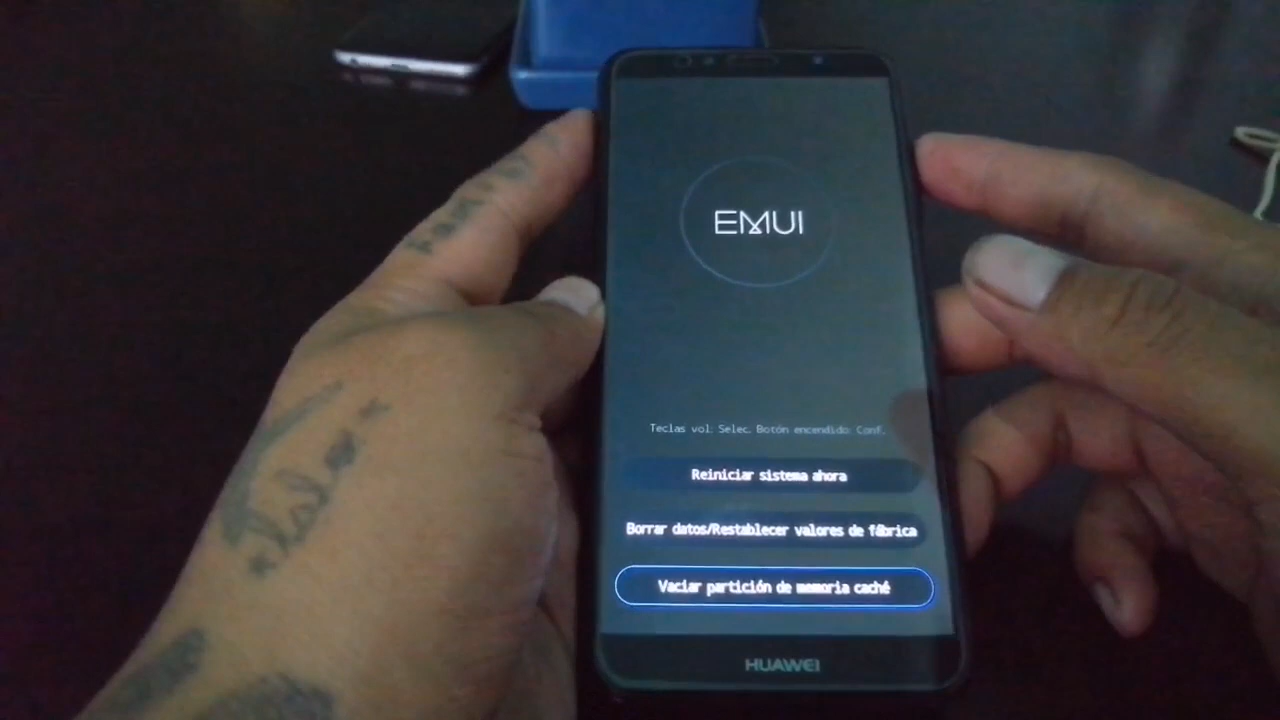 EMUI
Teclas vol: Selec. Botón encendido: Conf.
Reiniciar sistema ahora
Borrar datos/Restablecer valores de fábrica
Vaciar partición de memoria caché
HUAWEI